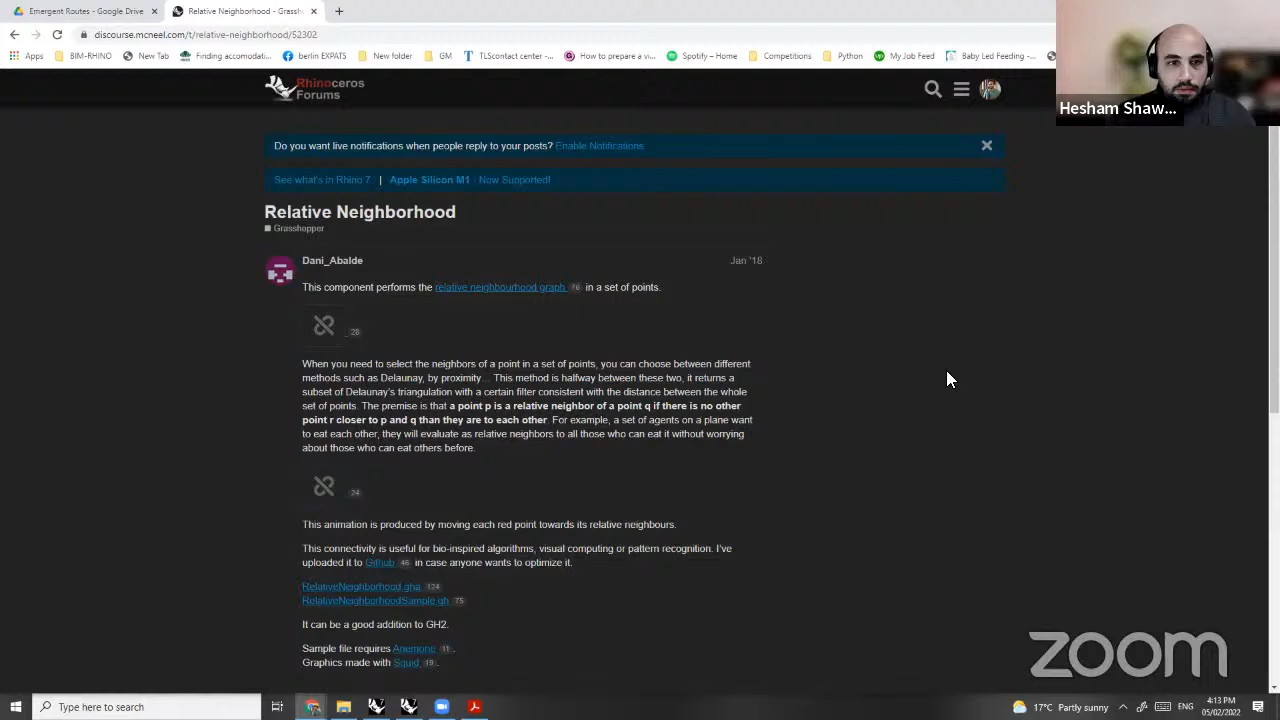 Emergent Routes - Google Drive
Relative Neighborhood - Grassh
discourse.mcneel.com/t/relative-neighborhood/52302
Apps
BIM-RHINO
New Tab
Finding accomodati...
berlin EXPATS
New folder
GM
TLScontact center -...
How to prepare a vi...
Spotify – Home
Competitions
Python
My Job Feed
Baby Led Feeding -...
Rhinoceros
Forums
Hesham Shaw...
Do you want live notifications when people reply to your posts? Enable Notifications
See what's in Rhino 7 | Apple Silicon M1 - Now Supported!
Relative Neighborhood
Grasshopper
Dani_Abalde
Jan '18
This component performs the relative neighbourhood graph 76 in a set of points.
28
When you need to select the neighbors of a point in a set of points, you can choose between different
methods such as Delaunay, by proximity... This method is halfway between these two, it returns a
subset of Delaunay's triangulation with a certain filter consistent with the distance between the whole
set of points. The premise is that a point p is a relative neighbor of a point q if there is no other
point r closer to p and q than they are to each other. For example, a set of agents on a plane want
to eat each other, they will evaluate as relative neighbors to all those who can eat it without worrying
about those who can eat others before.
24
This animation is produced by moving each red point towards its relative neighbours.
This connectivity is useful for bio-inspired algorithms, visual computing or pattern recognition. I've
uploaded it to Github 46 in case anyone wants to optimize it.
RelativeNeighborhood.gha 124
RelativeNeighborhoodSample.gh 75
It can be a good addition to GH2.
Sample file requires Anemone 11.
Graphics made with Squid 19.
zoom
Type here to search
17°C Partly sunny
ENG
4:13 PM
05/02/2022